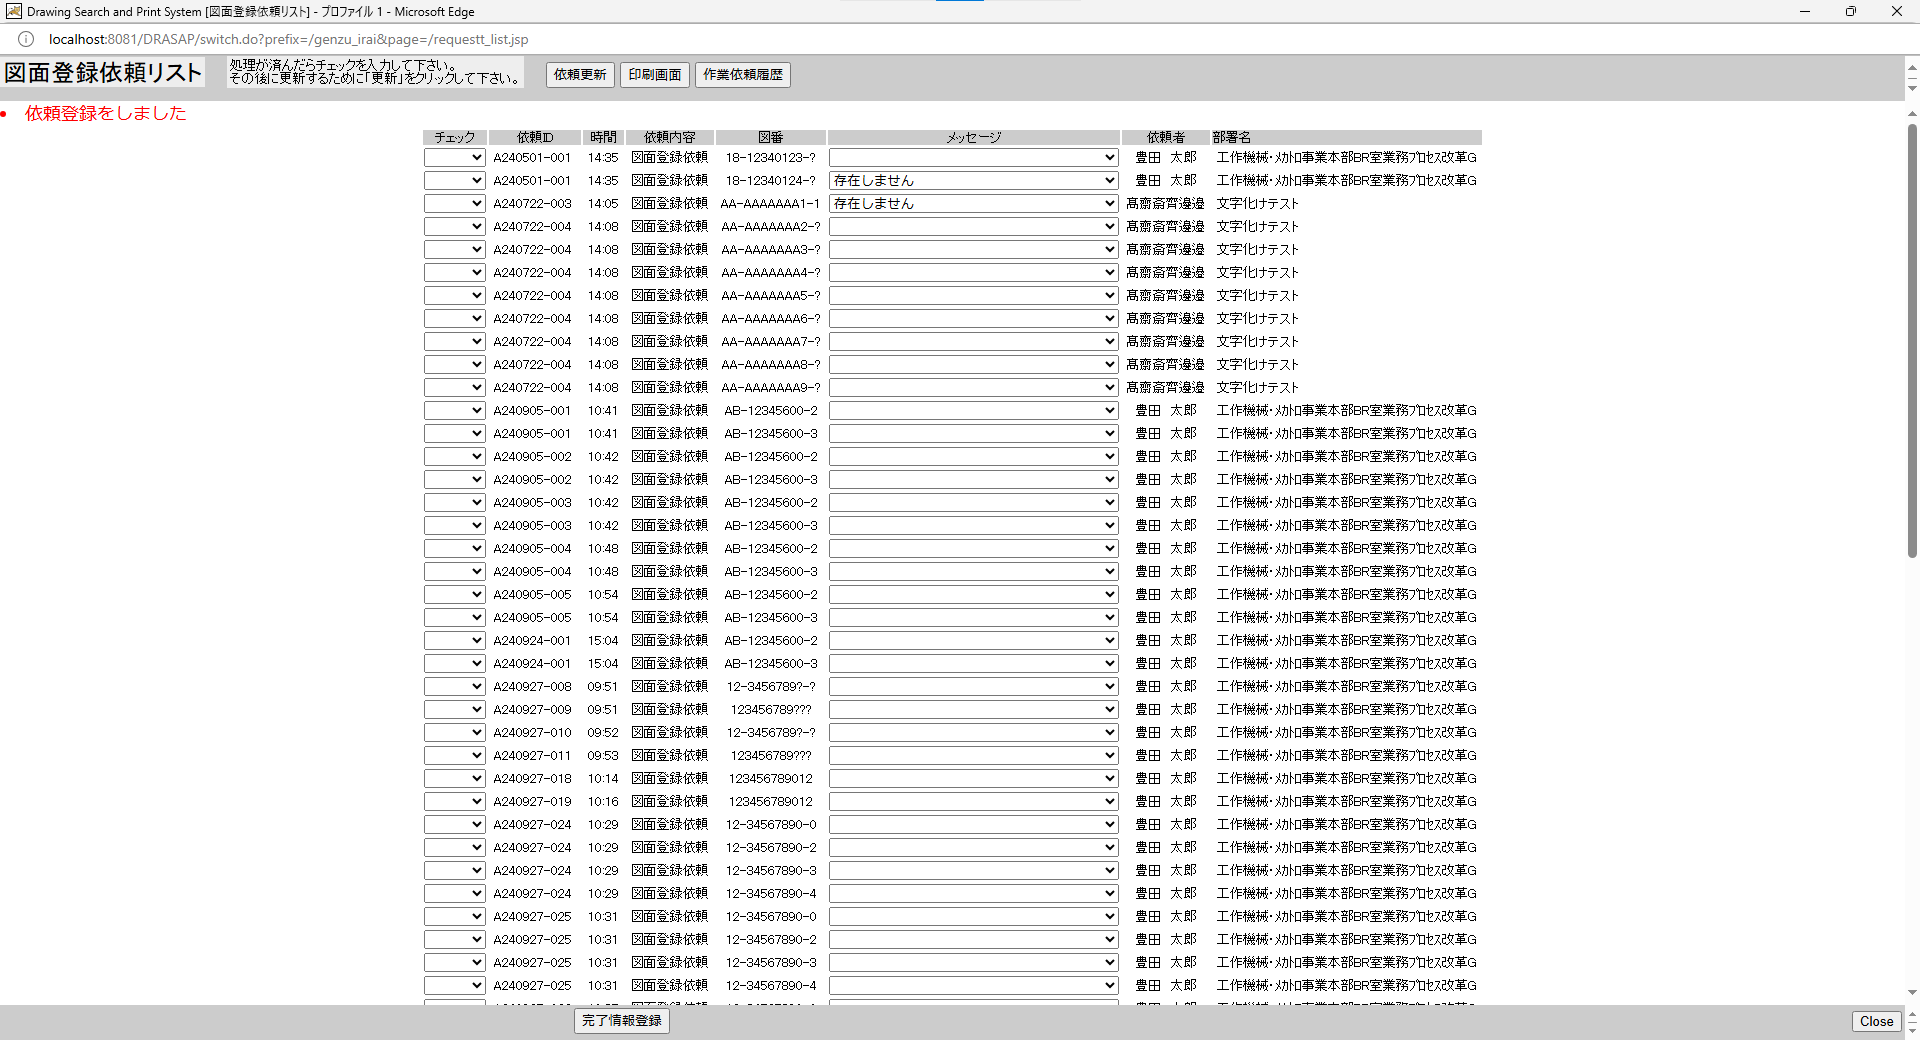 Drawing Search and Print System [図面登録依頼リスト] - プロファイル 1 - Microsoft Edge
localhost:8081/DRASAP/switch.do?prefix=/genzu_irai&page=/requestt_list.jsp
図面登録依頼リスト 処理が済んだらチェックを入力して下さい。
その後に更新するために「更新」をクリックして下さい。 依頼更新 印刷画面 作業依頼履歴
• 依頼登録をしました
チェック 依頼ID 時間 依頼内容 図番 メッセージ 依頼者 部署名
A240501-001 14:35 図面登録依頼 18-12340123-? 豊田 太郎 工作機械・メカトロ事業本部BR室業務プロセス改革G
A240501-001 14:35 図面登録依頼 18-12340124-? 存在しません 豊田 太郎 工作機械・メカトロ事業本部BR室業務プロセス改革G
A240722-003 14:05 図面登録依頼 AA-AAAAAAA1-1 存在しません 髙齋斎齊邉邊 文字化けテスト
A240722-004 14:08 図面登録依頼 AA-AAAAAAA2-? 髙齋斎齊邉邊 文字化けテスト
A240722-004 14:08 図面登録依頼 AA-AAAAAAA3-? 髙齋斎齊邉邊 文字化けテスト
A240722-004 14:08 図面登録依頼 AA-AAAAAAA4-? 髙齋斎齊邉邊 文字化けテスト
A240722-004 14:08 図面登録依頼 AA-AAAAAAA5-? 髙齋斎齊邉邊 文字化けテスト
A240722-004 14:08 図面登録依頼 AA-AAAAAAA6-? 髙齋斎齊邉邊 文字化けテスト
A240722-004 14:08 図面登録依頼 AA-AAAAAAA7-? 髙齋斎齊邉邊 文字化けテスト
A240722-004 14:08 図面登録依頼 AA-AAAAAAA8-? 髙齋斎齊邉邊 文字化けテスト
A240722-004 14:08 図面登録依頼 AA-AAAAAAA9-? 髙齋斎齊邉邊 文字化けテスト
A240905-001 10:41 図面登録依頼 AB-12345600-2 豊田 太郎 工作機械・メカトロ事業本部BR室業務プロセス改革G
A240905-001 10:41 図面登録依頼 AB-12345600-3 豊田 太郎 工作機械・メカトロ事業本部BR室業務プロセス改革G
A240905-002 10:42 図面登録依頼 AB-12345600-2 豊田 太郎 工作機械・メカトロ事業本部BR室業務プロセス改革G
A240905-002 10:42 図面登録依頼 AB-12345600-3 豊田 太郎 工作機械・メカトロ事業本部BR室業務プロセス改革G
A240905-003 10:42 図面登録依頼 AB-12345600-2 豊田 太郎 工作機械・メカトロ事業本部BR室業務プロセス改革G
A240905-003 10:42 図面登録依頼 AB-12345600-3 豊田 太郎 工作機械・メカトロ事業本部BR室業務プロセス改革G
A240905-004 10:48 図面登録依頼 AB-12345600-2 豊田 太郎 工作機械・メカトロ事業本部BR室業務プロセス改革G
A240905-004 10:48 図面登録依頼 AB-12345600-3 豊田 太郎 工作機械・メカトロ事業本部BR室業務プロセス改革G
A240905-005 10:54 図面登録依頼 AB-12345600-2 豊田 太郎 工作機械・メカトロ事業本部BR室業務プロセス改革G
A240905-005 10:54 図面登録依頼 AB-12345600-3 豊田 太郎 工作機械・メカトロ事業本部BR室業務プロセス改革G
A240924-001 15:04 図面登録依頼 AB-12345600-2 豊田 太郎 工作機械・メカトロ事業本部BR室業務プロセス改革G
A240924-001 15:04 図面登録依頼 AB-12345600-3 豊田 太郎 工作機械・メカトロ事業本部BR室業務プロセス改革G
A240927-008 09:51 図面登録依頼 12-3456789?-? 豊田 太郎 工作機械・メカトロ事業本部BR室業務プロセス改革G
A240927-009 09:51 図面登録依頼 123456789??? 豊田 太郎 工作機械・メカトロ事業本部BR室業務プロセス改革G
A240927-010 09:52 図面登録依頼 12-3456789?-? 豊田 太郎 工作機械・メカトロ事業本部BR室業務プロセス改革G
A240927-011 09:53 図面登録依頼 123456789??? 豊田 太郎 工作機械・メカトロ事業本部BR室業務プロセス改革G
A240927-018 10:14 図面登録依頼 123456789012 豊田 太郎 工作機械・メカトロ事業本部BR室業務プロセス改革G
A240927-019 10:16 図面登録依頼 123456789012 豊田 太郎 工作機械・メカトロ事業本部BR室業務プロセス改革G
A240927-024 10:29 図面登録依頼 12-34567890-0 豊田 太郎 工作機械・メカトロ事業本部BR室業務プロセス改革G
A240927-024 10:29 図面登録依頼 12-34567890-2 豊田 太郎 工作機械・メカトロ事業本部BR室業務プロセス改革G
A240927-024 10:29 図面登録依頼 12-34567890-3 豊田 太郎 工作機械・メカトロ事業本部BR室業務プロセス改革G
A240927-024 10:29 図面登録依頼 12-34567890-4 豊田 太郎 工作機械・メカトロ事業本部BR室業務プロセス改革G
A240927-025 10:31 図面登録依頼 12-34567890-0 豊田 太郎 工作機械・メカトロ事業本部BR室業務プロセス改革G
A240927-025 10:31 図面登録依頼 12-34567890-2 豊田 太郎 工作機械・メカトロ事業本部BR室業務プロセス改革G
A240927-025 10:31 図面登録依頼 12-34567890-3 豊田 太郎 工作機械・メカトロ事業本部BR室業務プロセス改革G
A240927-025 10:31 図面登録依頼 12-34567890-4 豊田 太郎 工作機械・メカトロ事業本部BR室業務プロセス改革G
完了情報登録 Close